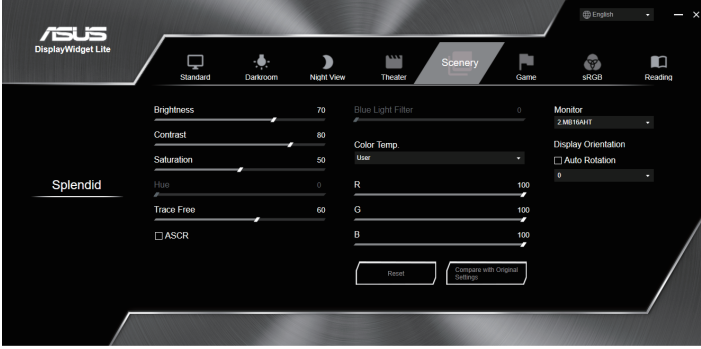 English
ASUS
DisplayWidget Lite
Standard
Darkroom
Night View
Theater
Scenery
Game
sRGB
Reading
Splendid
Brightness 70
Contrast 80
Saturation 50
Hue 0
Trace Free 60
ASCR
Blue Light Filter 0
Color Temp.
User
R 100
G 100
B 100
Reset
Compare with Original
Settings
Monitor
2.MB16AHT
Display Orientation
Auto Rotation
0